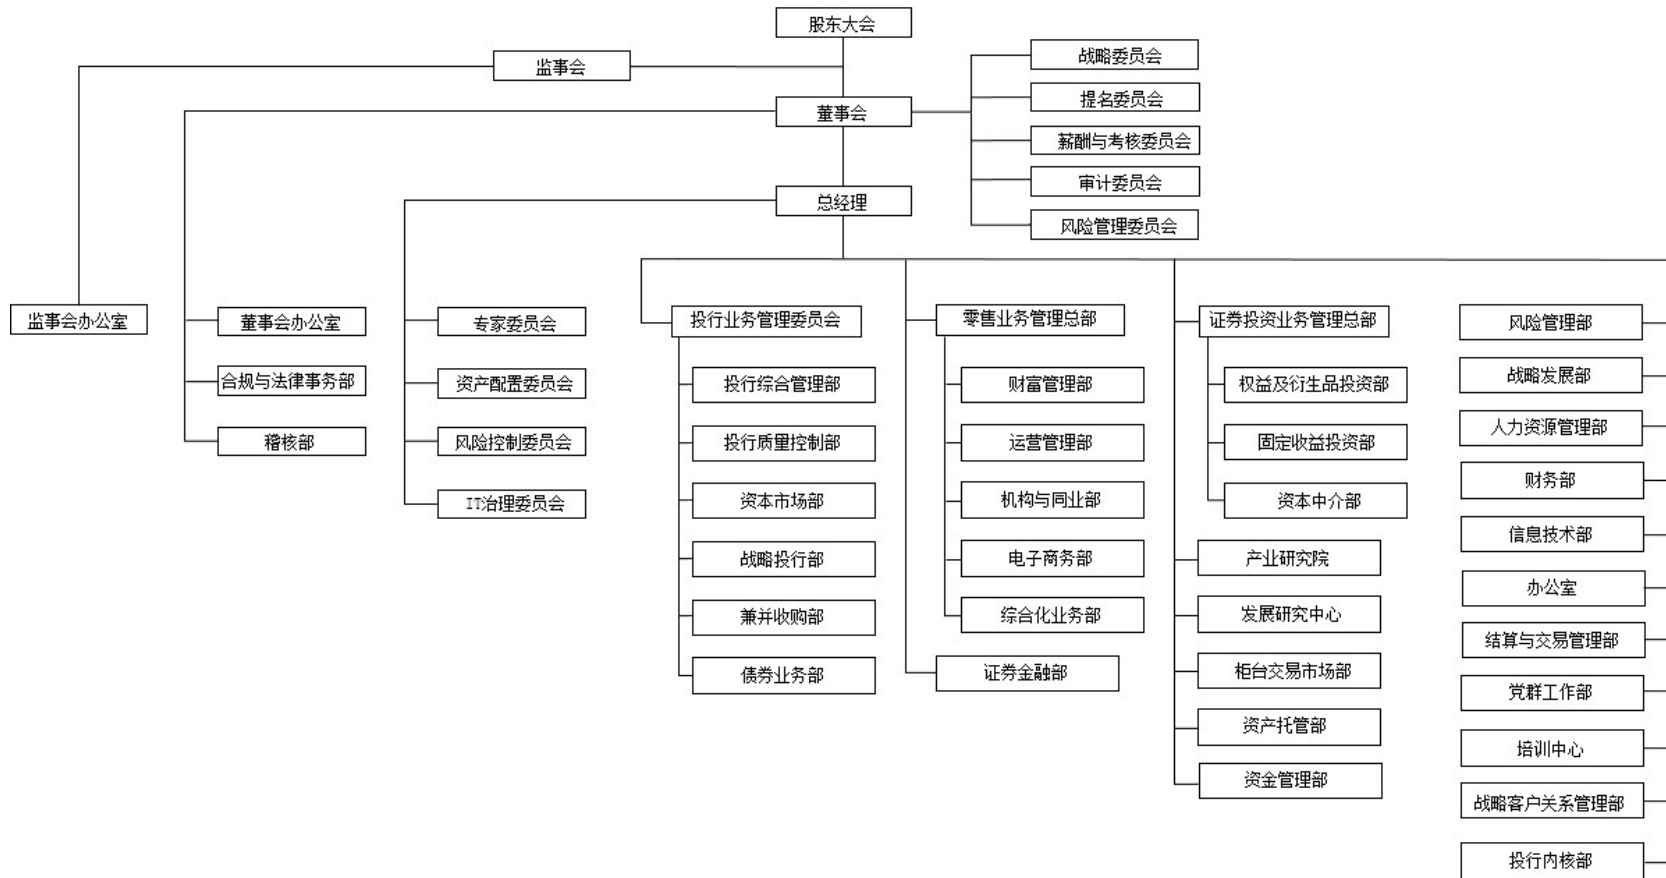 股东大会
监事会
董事会
战略委员会
提名委员会
薪酬与考核委员会
审计委员会
风险管理委员会
总经理
监事会办公室
董事会办公室
合规与法律事务部
稽核部
专家委员会
资产配置委员会
风险控制委员会
IT治理委员会
投行业务管理委员会
投行综合管理部
投行质量控制部
资本市场部
战略投行部
兼并收购部
债券业务部
零售业务管理总部
财富管理部
运营管理部
机构与同业部
电子商务部
综合化业务部
证券金融部
证券投资业务管理总部
权益及衍生品投资部
固定收益投资部
资本中介部
产业研究院
发展研究中心
柜台交易市场部
资产托管部
资金管理部
风险管理部
战略发展部
人力资源管理部
财务部
信息技术部
办公室
结算与交易管理部
党群工作部
培训中心
战略客户关系管理部
投行内核部